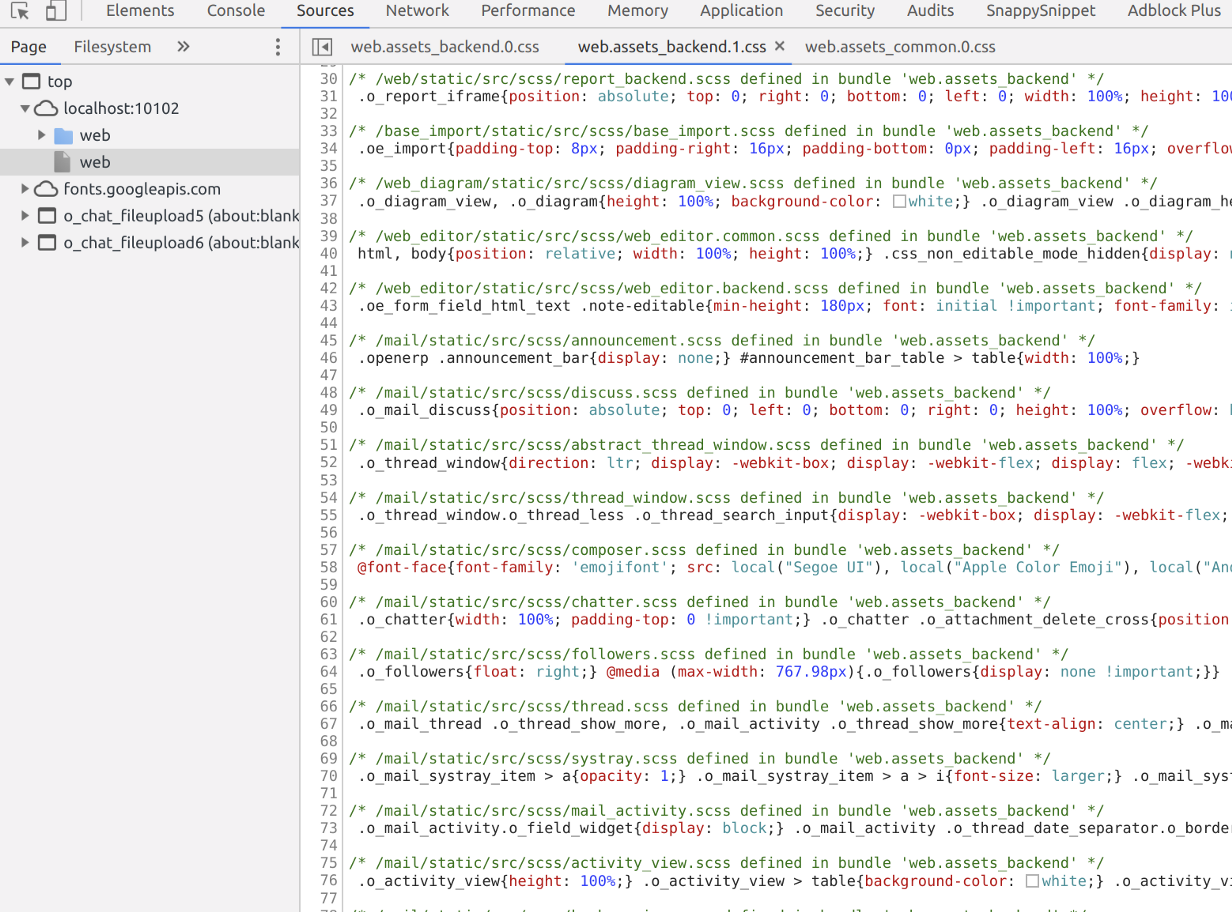 Elements Console Sources Network Performance Memory Application Security Audits SnappySnippet Adblock Plus
Page Filesystem »
web.assets_backend.0.css web.assets_backend.1.css × web.assets_common.0.css
top
localhost:10102
web
web
fonts.googleapis.com
o_chat_fileupload5 (about:blank
o_chat_fileupload6 (about:blank
30 /* /web/static/src/scss/report_backend.scss defined in bundle 'web.assets_backend' */
31 .o_report_iframe{position: absolute; top: 0; right: 0; bottom: 0; left: 0; width: 100%; height: 100
32
33 /* /base_import/static/src/scss/base_import.scss defined in bundle 'web.assets_backend' */
34 .oe_import{padding-top: 8px; padding-right: 16px; padding-bottom: 0px; padding-left: 16px; overflow
35
36 /* /web_diagram/static/src/scss/diagram_view.scss defined in bundle 'web.assets_backend' */
37 .o_diagram_view, .o_diagram{height: 100%; background-color: white;} .o_diagram_view .o_diagram_he
38
39 /* /web_editor/static/src/scss/web_editor.common.scss defined in bundle 'web.assets_backend' */
40 html, body{position: relative; width: 100%; height: 100%;} .css_non_editable_mode_hidden{display:
41
42 /* /web_editor/static/src/scss/web_editor.backend.scss defined in bundle 'web.assets_backend' */
43 .oe_form_field_html_text .note-editable{min-height: 180px; font: initial !important; font-family:
44
45 /* /mail/static/src/scss/announcement.scss defined in bundle 'web.assets_backend' */
46 .openerp .announcement_bar{display: none;} #announcement_bar_table > table{width: 100%;}
47
48 /* /mail/static/src/scss/discuss.scss defined in bundle 'web.assets_backend' */
49 .o_mail_discuss{position: absolute; top: 0; left: 0; bottom: 0; right: 0; height: 100%; overflow:
50
51 /* /mail/static/src/scss/abstract_thread_window.scss defined in bundle 'web.assets_backend' */
52 .o_thread_window{direction: ltr; display: -webkit-box; display: -webkit-flex; display: flex; -webk
53
54 /* /mail/static/src/scss/thread_window.scss defined in bundle 'web.assets_backend' */
55 .o_thread_window.o_thread_less .o_thread_search_input{display: -webkit-box; display: -webkit-flex;
56
57 /* /mail/static/src/scss/composer.scss defined in bundle 'web.assets_backend' */
58 @font-face{font-family: 'emojifont'; src: local("Segoe UI"), local("Apple Color Emoji"), local("And
59
60 /* /mail/static/src/scss/chatter.scss defined in bundle 'web.assets_backend' */
61 .o_chatter{width: 100%; padding-top: 0 !important;} .o_chatter .o_attachment_delete_cross{position
62
63 /* /mail/static/src/scss/followers.scss defined in bundle 'web.assets_backend' */
64 .o_followers{float: right;} @media (max-width: 767.98px){.o_followers{display: none !important;}}
65
66 /* /mail/static/src/scss/thread.scss defined in bundle 'web.assets_backend' */
67 .o_mail_thread .o_thread_show_more, .o_mail_activity .o_thread_show_more{text-align: center;} .o_ma
68
69 /* /mail/static/src/scss/systray.scss defined in bundle 'web.assets_backend' */
70 .o_mail_systray_item > a{opacity: 1;} .o_mail_systray_item > a > i{font-size: larger;} .o_mail_sys
71
72 /* /mail/static/src/scss/mail_activity.scss defined in bundle 'web.assets_backend' */
73 .o_mail_activity.o_field_widget{display: block;} .o_mail_activity .o_thread_date_separator.o_borde
74
75 /* /mail/static/src/scss/activity_view.scss defined in bundle 'web.assets_backend' */
76 .o_activity_view{height: 100%;} .o_activity_view > table{background-color: white;} .o_activity_vi
77